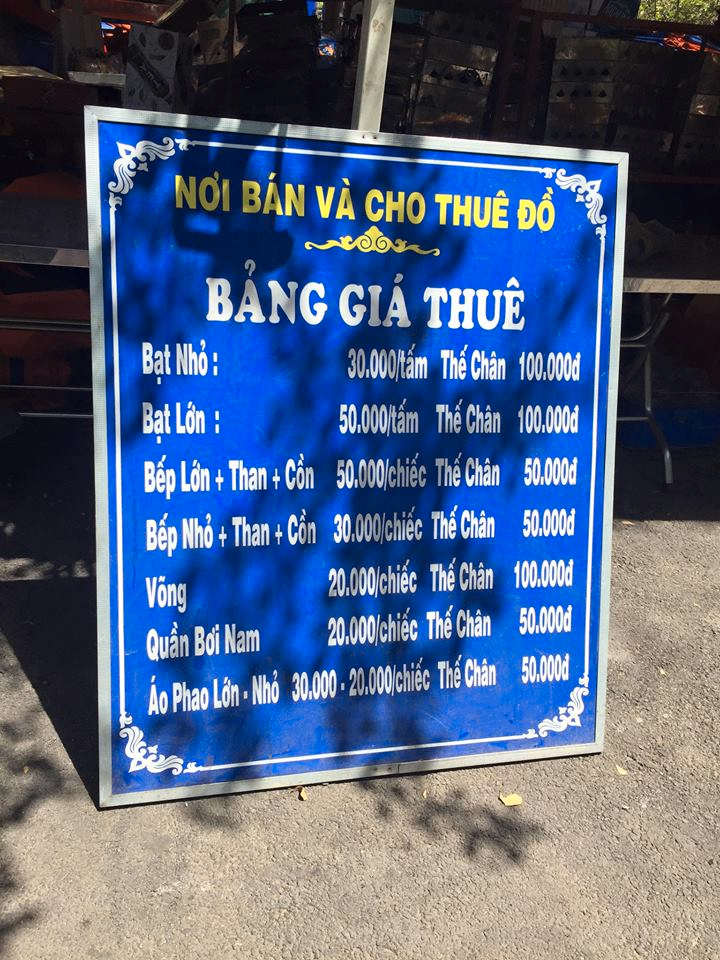 NƠI BÁN VÀ CHO THUÊ ĐỒ
BẢNG GIÁ THUÊ
Bạt Nhỏ : 30.000/tấm Thế Chân 100.000đ
Bạt Lớn : 50.000/tấm Thế Chân 100.000đ
Bếp Lớn + Than + Cồn 50.000/chiếc Thế Chân 50.000đ
Bếp Nhỏ + Than + Cồn 30.000/chiếc Thế Chân 50.000đ
Võng 20.000/chiếc Thế Chân 100.000đ
Quần Bơi Nam 20.000/chiếc Thế Chân 50.000đ
Áo Phao Lớn - Nhỏ 30.000 - 20.000/chiếc Thế Chân 50.000đ